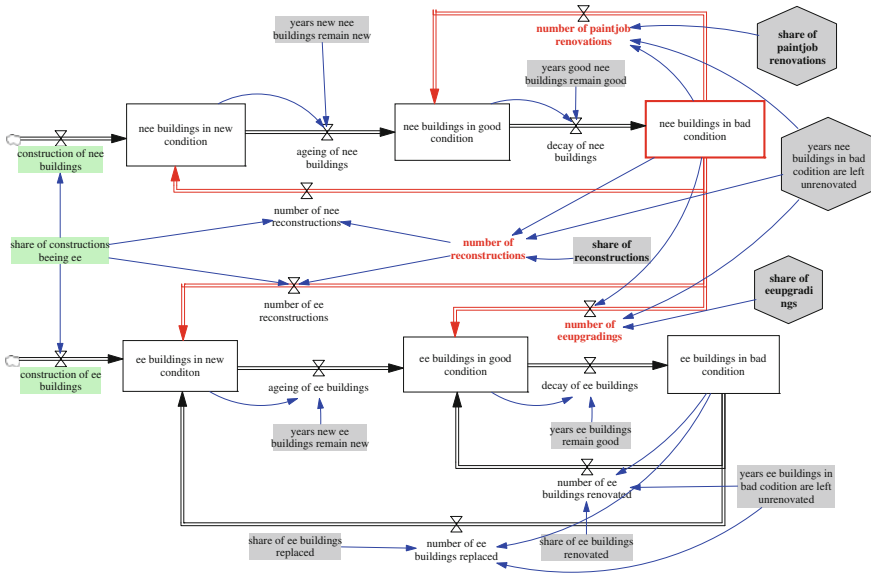 years new nee
buildings remain new
number of paintjob
renovations
share of
paintjob
renovations
years good nee
buildings remain good
nee buildings in new
condition
nee buildings in good
condition
nee buildings in bad
condition
construction of nee
buildings
ageing of nee
buildings
decay of nee
buildings
years nee
buildings in bad
codition are left
unrenovated
number of nee
reconstructions
share of constructions
beeing ee
number of
reconstructions
share of
reconstructions
share of
eeupgradi
ngs
number of ee
reconstructions
number of
eeupgradings
ee buildings in new
conditon
ee buildings in good
condition
ee buildings in bad
condition
construction of ee
buildings
ageing of ee buildings
decay of ee buildings
years new ee
buildings remain new
years ee buildings
remain good
number of ee
buildings renovated
years ee buildings in
bad codition are left
unrenovated
share of ee buildings
replaced
number of ee
buildings replaced
share of ee buildings
renovated